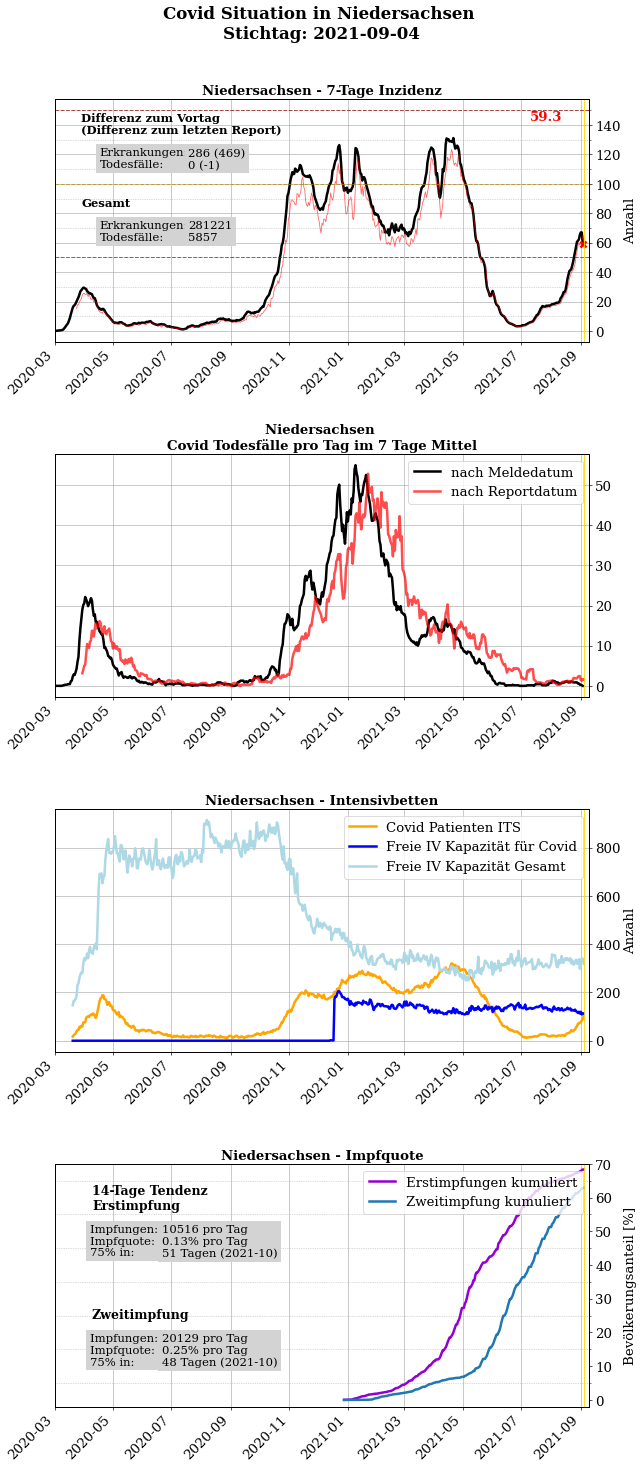 Covid Situation in Niedersachsen
Stichtag: 2021-09-04
Niedersachsen - 7-Tage Inzidenz
Differenz zum Vortag
(Differenz zum letzten Report)
Erkrankungen 286 (469)
Todesfälle: 0 (-1)
Gesamt
Erkrankungen 281221
Todesfälle: 5857
59.3
140
120
100
80
60
40
20
0
Anzahl
2020-03
2020-05
2020-07
2020-09
2020-11
2021-01
2021-03
2021-05
2021-07
2021-09
Niedersachsen
Covid Todesfälle pro Tag im 7 Tage Mittel
nach Meldedatum
nach Reportdatum
50
40
30
20
10
0
2020-03
2020-05
2020-07
2020-09
2020-11
2021-01
2021-03
2021-05
2021-07
2021-09
Niedersachsen - Intensivbetten
Covid Patienten ITS
Freie IV Kapazität für Covid
Freie IV Kapazität Gesamt
800
600
400
200
0
Anzahl
2020-03
2020-05
2020-07
2020-09
2020-11
2021-01
2021-03
2021-05
2021-07
2021-09
Niedersachsen - Impfquote
14-Tage Tendenz
Erstimpfung
Impfungen: 10516 pro Tag
Impfquote: 0.13% pro Tag
75% in: 51 Tagen (2021-10)
Zweitimpfung
Impfungen: 20129 pro Tag
Impfquote: 0.25% pro Tag
75% in: 48 Tagen (2021-10)
Erstimpfungen kumuliert
Zweitimpfung kumuliert
70
60
50
40
30
20
10
0
Bevölkerungsanteil [%]
2020-03
2020-05
2020-07
2020-09
2020-11
2021-01
2021-03
2021-05
2021-07
2021-09